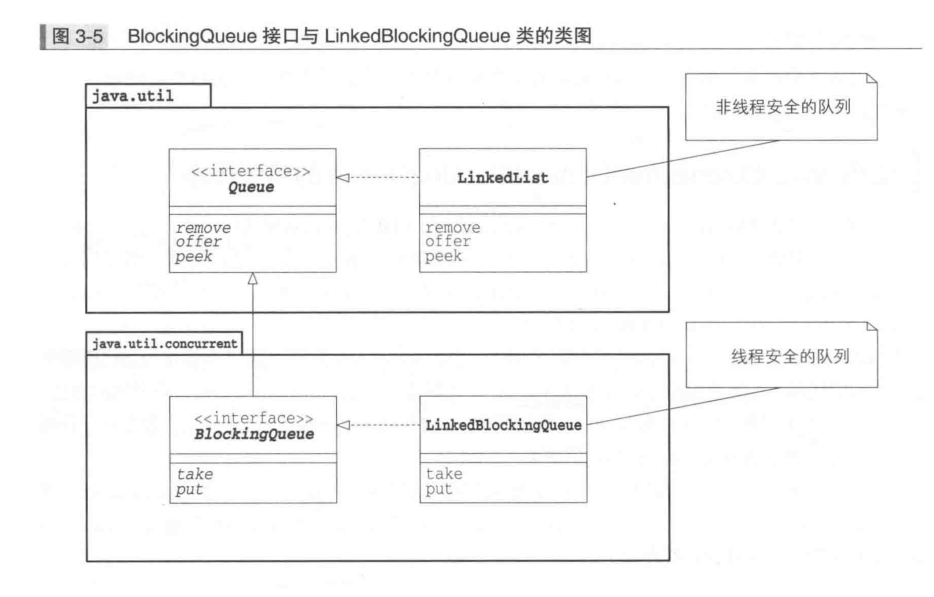 图 3-5 BlockingQueue 接口与 LinkedBlockingQueue 类的类图
java.util
非线程安全的队列
<<interface>>
Queue
remove
offer
peek
LinkedList
remove
offer
peek
java.util.concurrent
线程安全的队列
<<interface>>
BlockingQueue
take
put
LinkedBlockingQueue
take
put